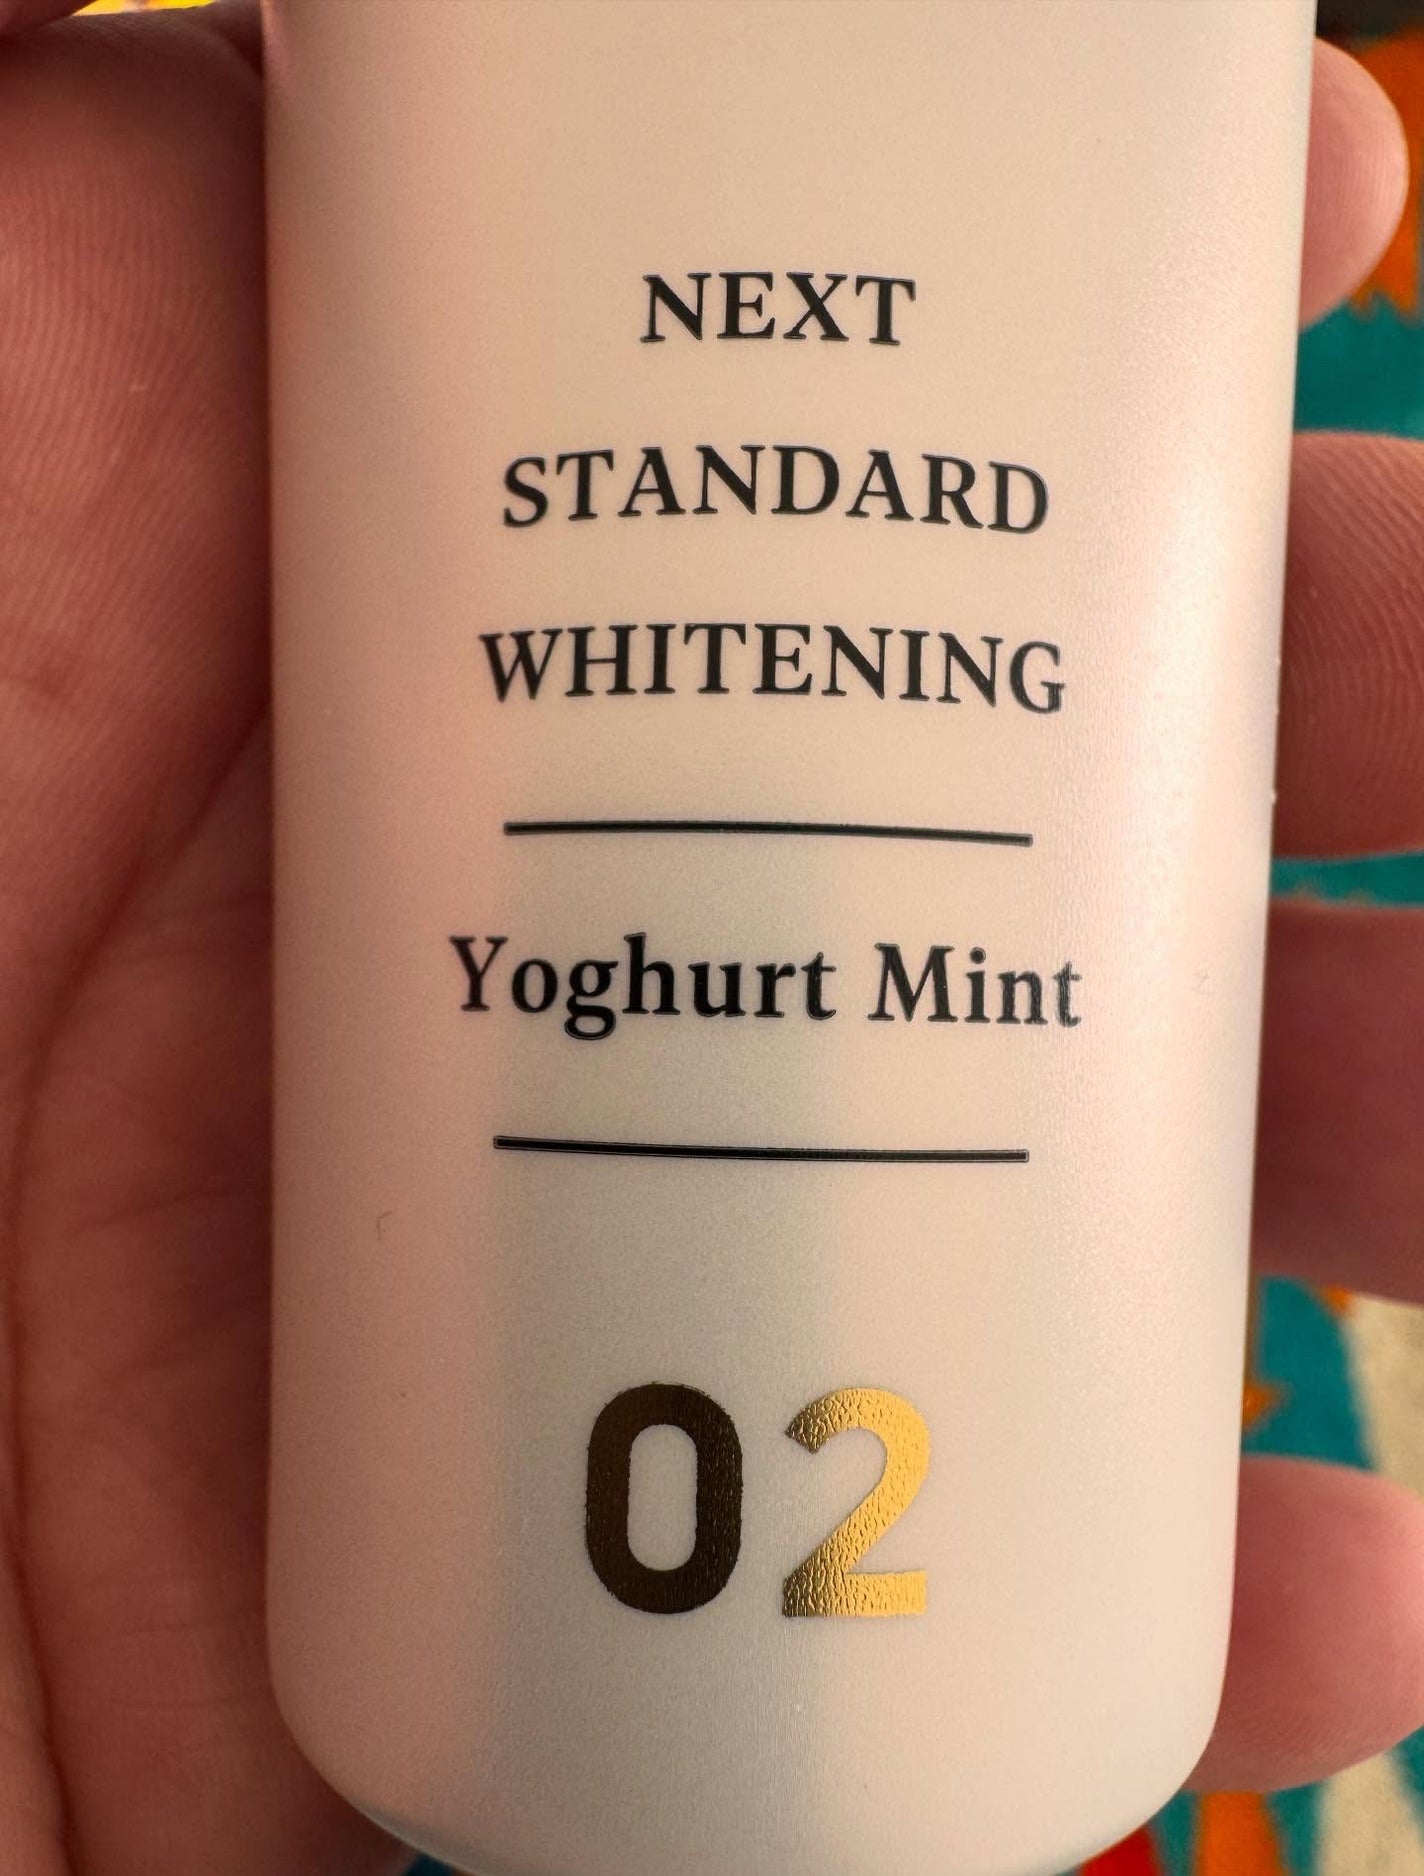 NEXT
STANDARD
WHITENING
Yoghurt Mint
02